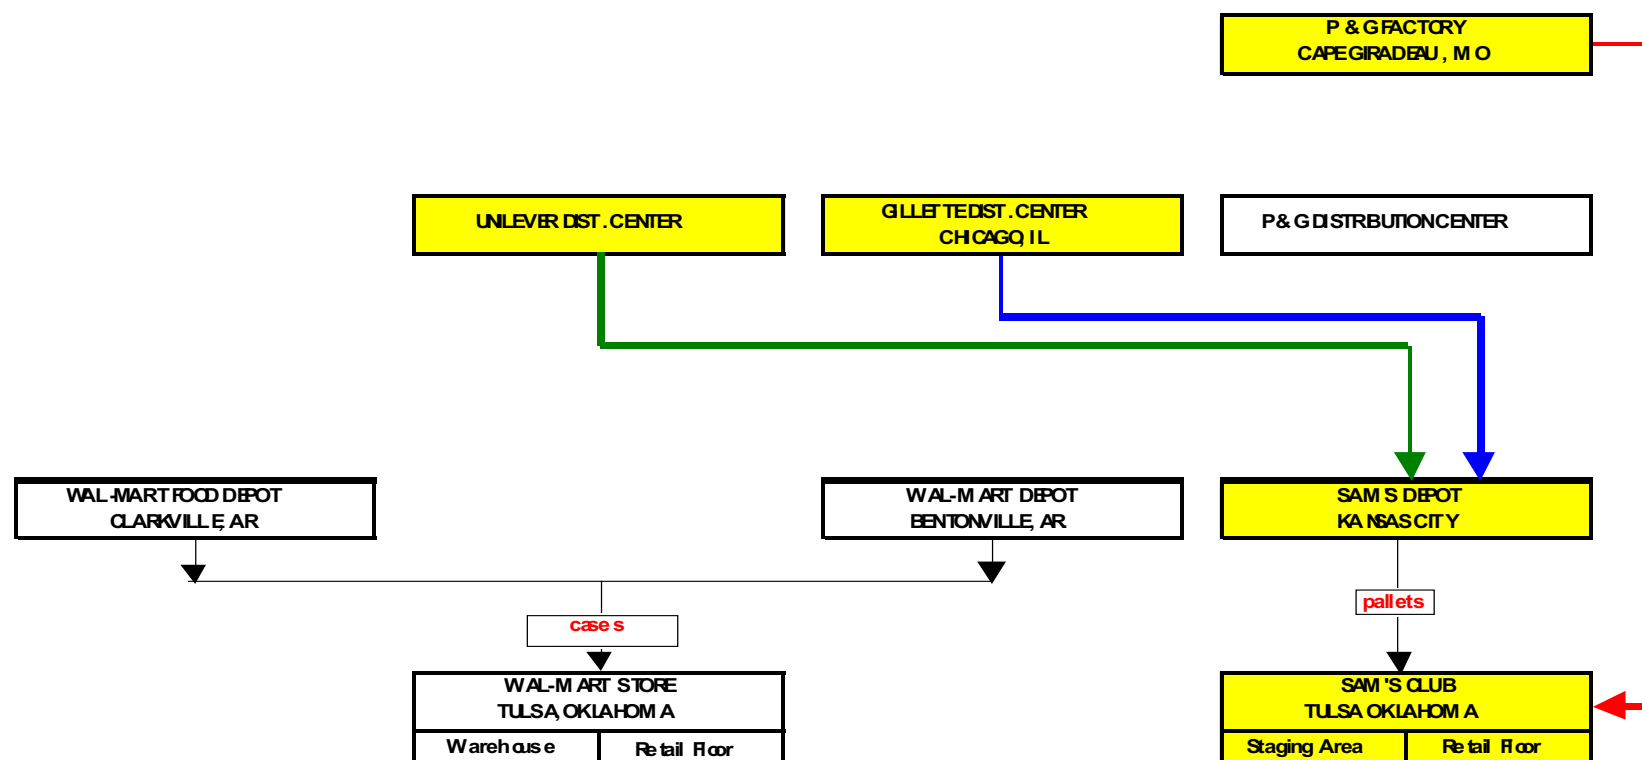 P & G FACTORY
CAPE GIRADEAU, MO
UNILEVER DIST. CENTER
GILLETTE DIST. CENTER
CHICAGO, IL
P & G DISTRIBUTION CENTER
WAL-MART FOOD DEPOT
CLARKVILLE, AR
WAL-MART DEPOT
BENTONVILLE, AR
SAM'S DEPOT
KANSAS CITY
pallets
cases
WAL-MART STORE
TULSA, OKLAHOMA
SAM'S CLUB
TULSA OKLAHOMA
Warehouse
Retail Floor
Staging Area
Retail Floor